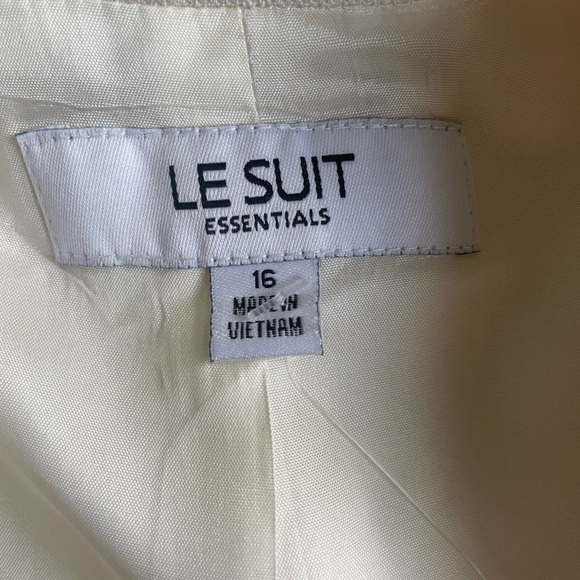 LE SUIT
ESSENTIALS
16
MADE IN
VIETNAM